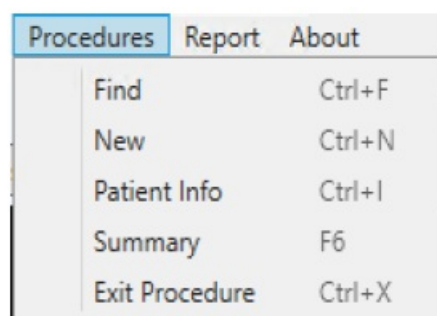 Procedures Report About
Find Ctrl+F
New Ctrl+N
Patient Info Ctrl+I
Summary F6
Exit Procedure Ctrl+X